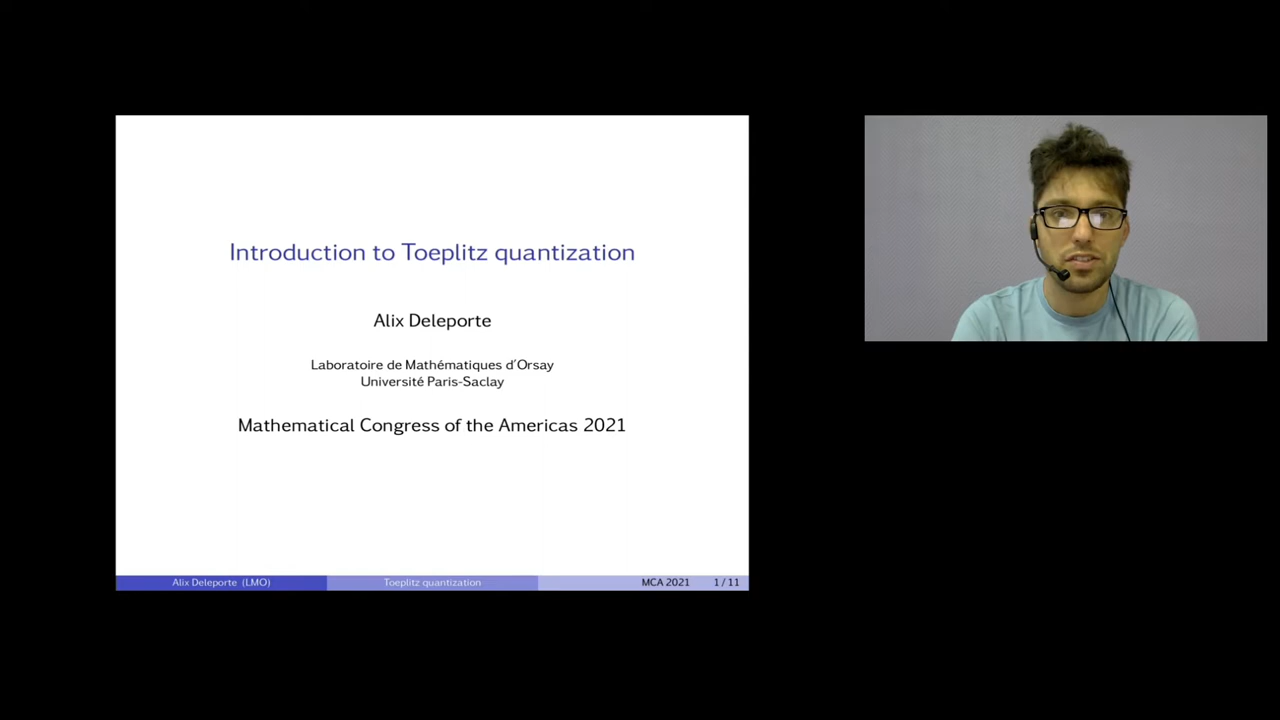 Introduction to Toeplitz quantization
Alix Deleporte
Laboratoire de Mathématiques d'Orsay
Université Paris-Saclay
Mathematical Congress of the Americas 2021
Alix Deleporte (LMO) Toeplitz quantization MCA 2021 1 / 11